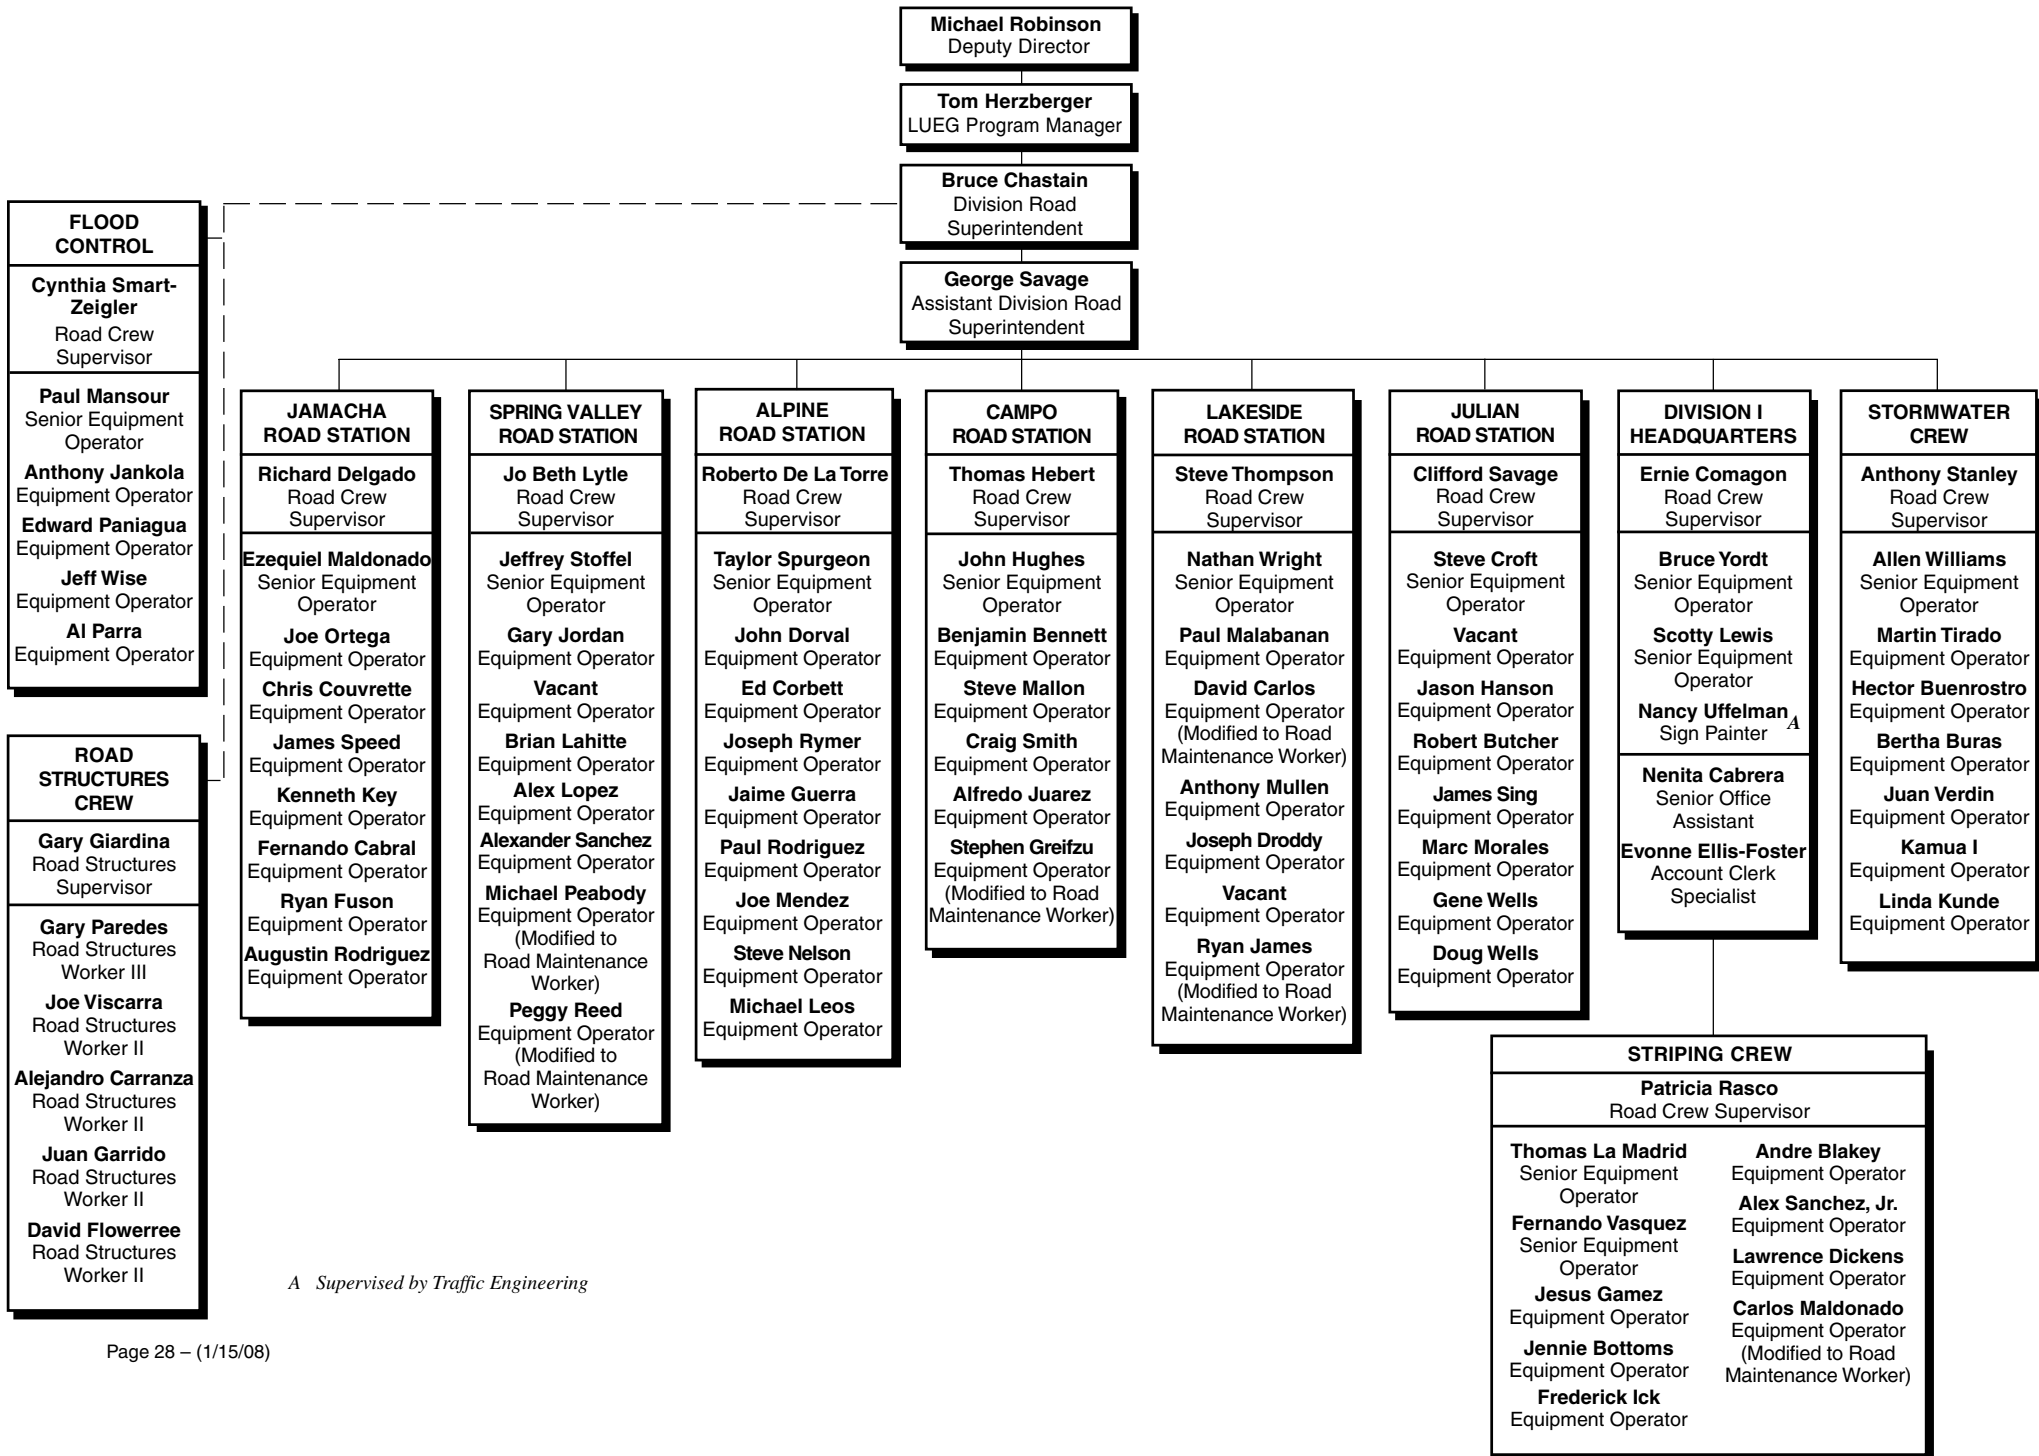 Michael Robinson
Deputy Director
Tom Herzberger
LUEG Program Manager
Bruce Chastain
Division Road
Superintendent
George Savage
Assistant Division Road
Superintendent
FLOOD
CONTROL
Cynthia Smart-
Zeigler
Road Crew
Supervisor
Paul Mansour
Senior Equipment
Operator
Anthony Jankola
Equipment Operator
Edward Paniagua
Equipment Operator
Jeff Wise
Equipment Operator
Al Parra
Equipment Operator
ROAD
STRUCTURES
CREW
Gary Giardina
Road Structures
Supervisor
Gary Paredes
Road Structures
Worker III
Joe Viscarra
Road Structures
Worker II
Alejandro Carranza
Road Structures
Worker II
Juan Garrido
Road Structures
Worker II
David Flowerree
Road Structures
Worker II
JAMACHA
ROAD STATION
Richard Delgado
Road Crew
Supervisor
Ezequiel Maldonado
Senior Equipment
Operator
Joe Ortega
Equipment Operator
Chris Couvrette
Equipment Operator
James Speed
Equipment Operator
Kenneth Key
Equipment Operator
Fernando Cabral
Equipment Operator
Ryan Fuson
Equipment Operator
Augustin Rodriguez
Equipment Operator
SPRING VALLEY
ROAD STATION
Jo Beth Lytle
Road Crew
Supervisor
Jeffrey Stoffel
Senior Equipment
Operator
Gary Jordan
Equipment Operator
Vacant
Equipment Operator
Brian Lahitte
Equipment Operator
Alex Lopez
Equipment Operator
Alexander Sanchez
Equipment Operator
Michael Peabody
Equipment Operator
(Modified to
Road Maintenance
Worker)
Peggy Reed
Equipment Operator
(Modified to
Road Maintenance
Worker)
ALPINE
ROAD STATION
Roberto De La Torre
Road Crew
Supervisor
Taylor Spurgeon
Senior Equipment
Operator
John Dorval
Equipment Operator
Ed Corbett
Equipment Operator
Joseph Rymer
Equipment Operator
Jaime Guerra
Equipment Operator
Paul Rodriguez
Equipment Operator
Joe Mendez
Equipment Operator
Steve Nelson
Equipment Operator
Michael Leos
Equipment Operator
CAMPO
ROAD STATION
Thomas Hebert
Road Crew
Supervisor
John Hughes
Senior Equipment
Operator
Benjamin Bennett
Equipment Operator
Steve Mallon
Equipment Operator
Craig Smith
Equipment Operator
Alfredo Juarez
Equipment Operator
Stephen Greifzu
Equipment Operator
(Modified to Road
Maintenance Worker)
LAKESIDE
ROAD STATION
Steve Thompson
Road Crew
Supervisor
Nathan Wright
Senior Equipment
Operator
Paul Malabanan
Equipment Operator
David Carlos
Equipment Operator
(Modified to Road
Maintenance Worker)
Anthony Mullen
Equipment Operator
Joseph Droddy
Equipment Operator
Vacant
Equipment Operator
Ryan James
Equipment Operator
(Modified to Road
Maintenance Worker)
JULIAN
ROAD STATION
Clifford Savage
Road Crew
Supervisor
Steve Croft
Senior Equipment
Operator
Vacant
Equipment Operator
Jason Hanson
Equipment Operator
Robert Butcher
Equipment Operator
James Sing
Equipment Operator
Marc Morales
Equipment Operator
Gene Wells
Equipment Operator
Doug Wells
Equipment Operator
DIVISION I
HEADQUARTERS
Ernie Comagon
Road Crew
Supervisor
Bruce Yordt
Senior Equipment
Operator
Scotty Lewis
Senior Equipment
Operator
Nancy Uffelman A
Sign Painter
Nenita Cabrera
Senior Office
Assistant
Evonne Ellis-Foster
Account Clerk
Specialist
STORMWATER
CREW
Anthony Stanley
Road Crew
Supervisor
Allen Williams
Senior Equipment
Operator
Martin Tirado
Equipment Operator
Hector Buenrostro
Equipment Operator
Bertha Buras
Equipment Operator
Juan Verdin
Equipment Operator
Kamua I
Equipment Operator
Linda Kunde
Equipment Operator
STRIPING CREW
Patricia Rasco
Road Crew Supervisor
Thomas La Madrid
Senior Equipment
Operator
Fernando Vasquez
Senior Equipment
Operator
Jesus Gamez
Equipment Operator
Jennie Bottoms
Equipment Operator
Frederick Ick
Equipment Operator
Andre Blakey
Equipment Operator
Alex Sanchez, Jr.
Equipment Operator
Lawrence Dickens
Equipment Operator
Carlos Maldonado
Equipment Operator
(Modified to Road
Maintenance Worker)
A Supervised by Traffic Engineering
Page 28 – (1/15/08)